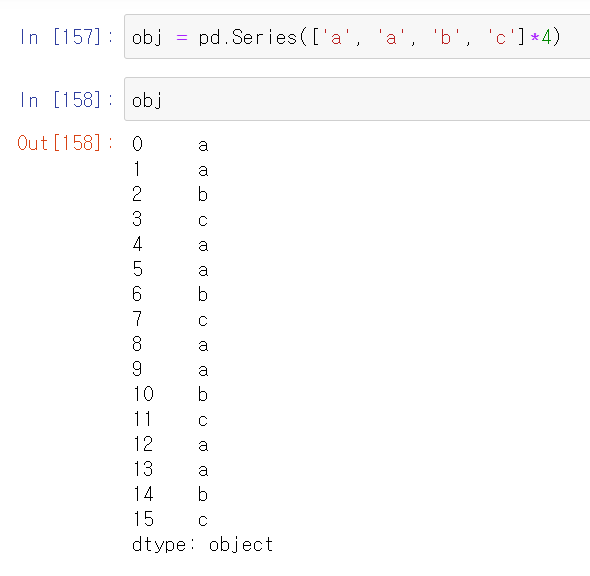 In [157]: obj = pd.Series(['a', 'a', 'b', 'c']*4)
In [158]: obj
Out[158]: 0 a
1 a
2 b
3 c
4 a
5 a
6 b
7 c
8 a
9 a
10 b
11 c
12 a
13 a
14 b
15 c
dtype: object